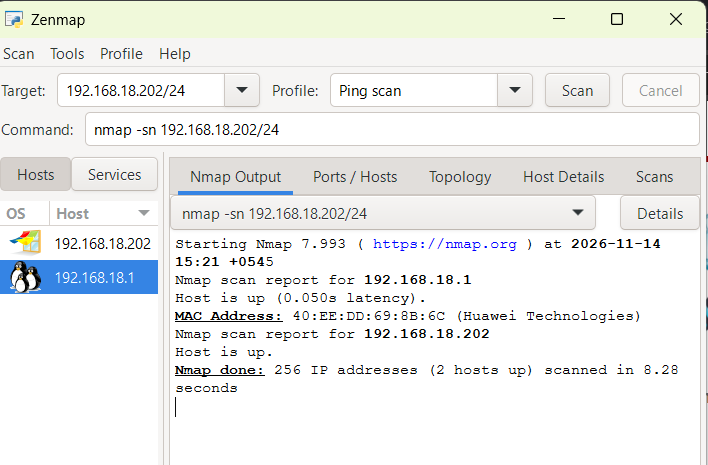 Zenmap
Scan Tools Profile Help
Target: 192.168.18.202/24 Profile: Ping scan Scan Cancel
Command: nmap -sn 192.168.18.202/24
Hosts Services
OS Host
192.168.18.202
192.168.18.1
Nmap Output Ports / Hosts Topology Host Details Scans
nmap -sn 192.168.18.202/24 Details
Starting Nmap 7.993 ( https://nmap.org ) at 2026-11-14
15:21 +0545
Nmap scan report for 192.168.18.1
Host is up (0.050s latency).
MAC Address: 40:EE:DD:69:8B:6C (Huawei Technologies)
Nmap scan report for 192.168.18.202
Host is up.
Nmap done: 256 IP addresses (2 hosts up) scanned in 8.28
seconds